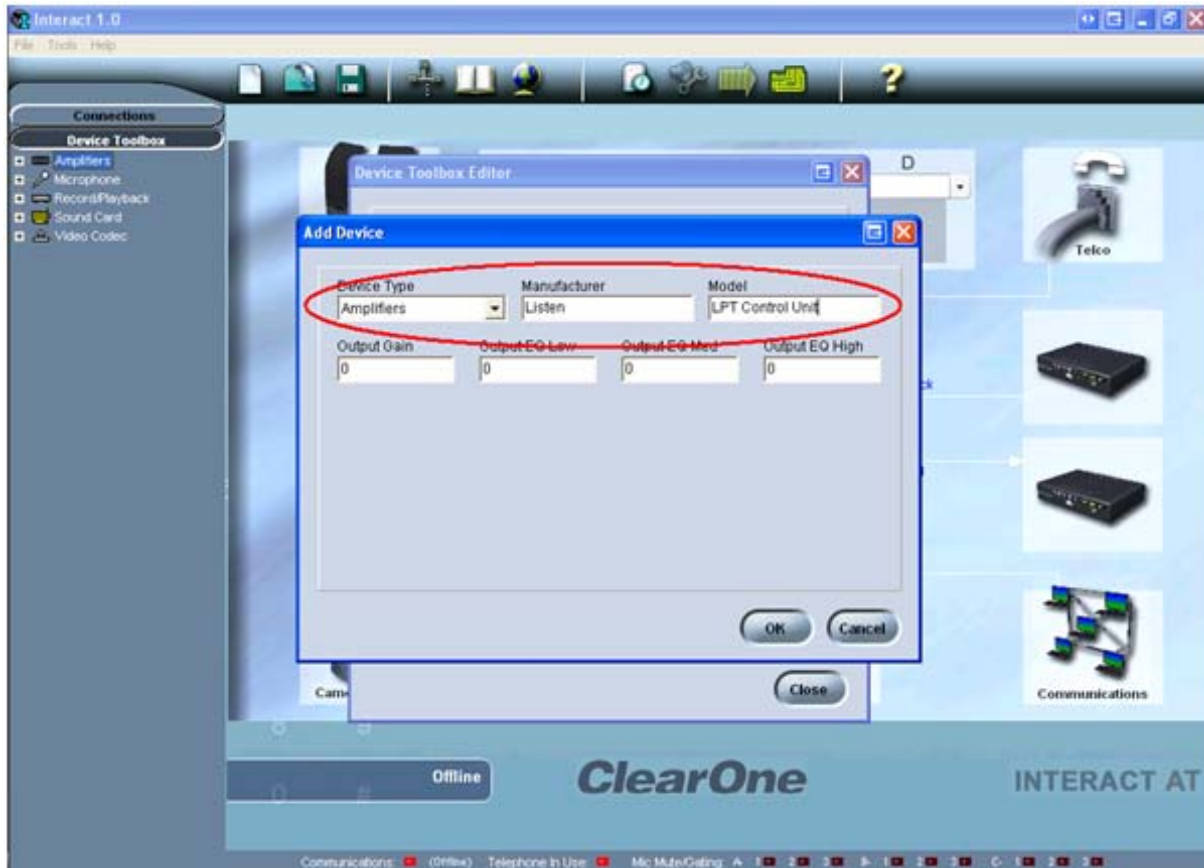 Interact 1.0
File Tools Help
Connections
Device Toolbox
Amplifiers
Microphone
Record/Playback
Sound Card
Video Codec
Device Toolbox Editor
D
Telco
Add Device
Device Type Manufacturer Model
Amplifiers Listen LPT Control Unit
Output Gain Output EQ Low Output EQ Med Output EQ High
0 0 0 0
OK Cancel
Close
Communications
Offline
ClearOne
INTERACT AT
Communications: (Offline) Telephone In Use: Mic Mute/Gating: A- 1 2 3 B- 1 2 3 C- 1 2 3